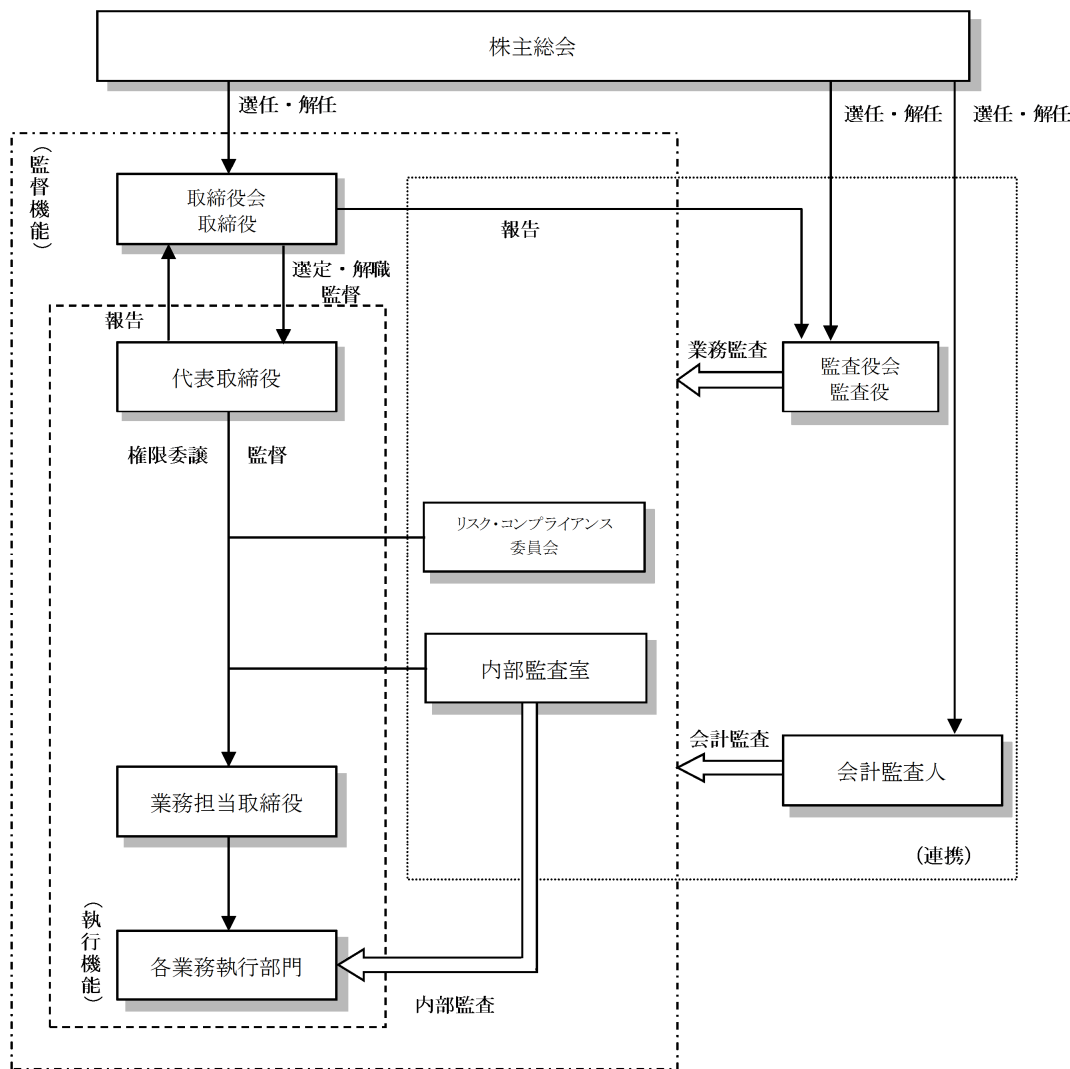 株主総会
選任・解任
選任・解任
選任・解任
（監督機能）
取締役会
取締役
報告
選定・解職
監督
報告
代表取締役
業務監査
監査役会
監査役
権限委譲
監督
リスク・コンプライアンス
委員会
内部監査室
会計監査
会計監査人
業務担当取締役
（連携）
（執行機能）
各業務執行部門
内部監査